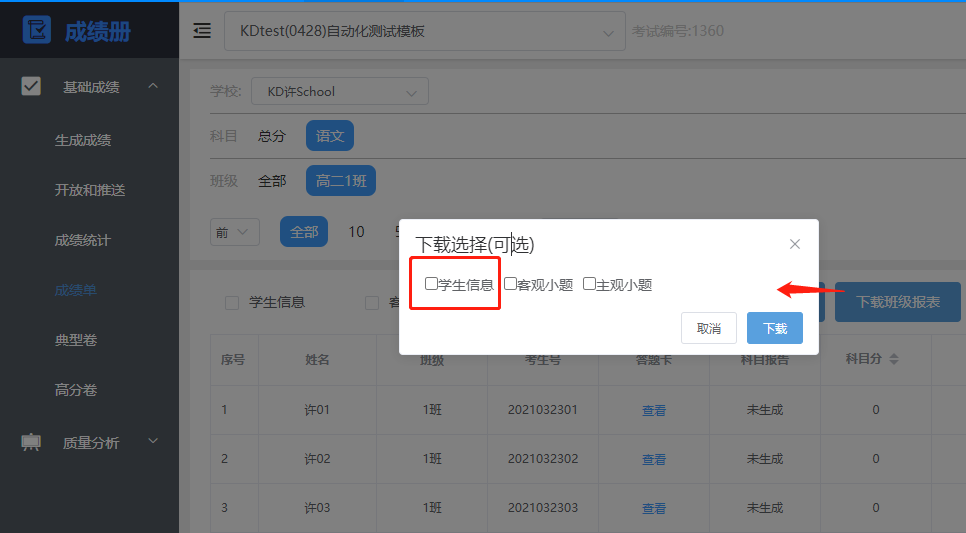 成绩册
KDtest(0428)自动化测试模板
考试编号:1360
基础成绩
学校:
KD许School
生成成绩
科目 总分 语文
开放和推送
班级 全部 高二1班
成绩统计
前 全部 10
下载选择(可选)
学生信息 客观小题 主观小题
成绩单
学生信息
下载班级报表
取消 下载
典型卷
序号 姓名 班级 考生号 答题卡 科目报告 科目分
高分卷
1 许01 1班 2021032301 查看 未生成 0
质量分析
2 许02 1班 2021032302 查看 未生成 0
3 许03 1班 2021032303 查看 未生成 0